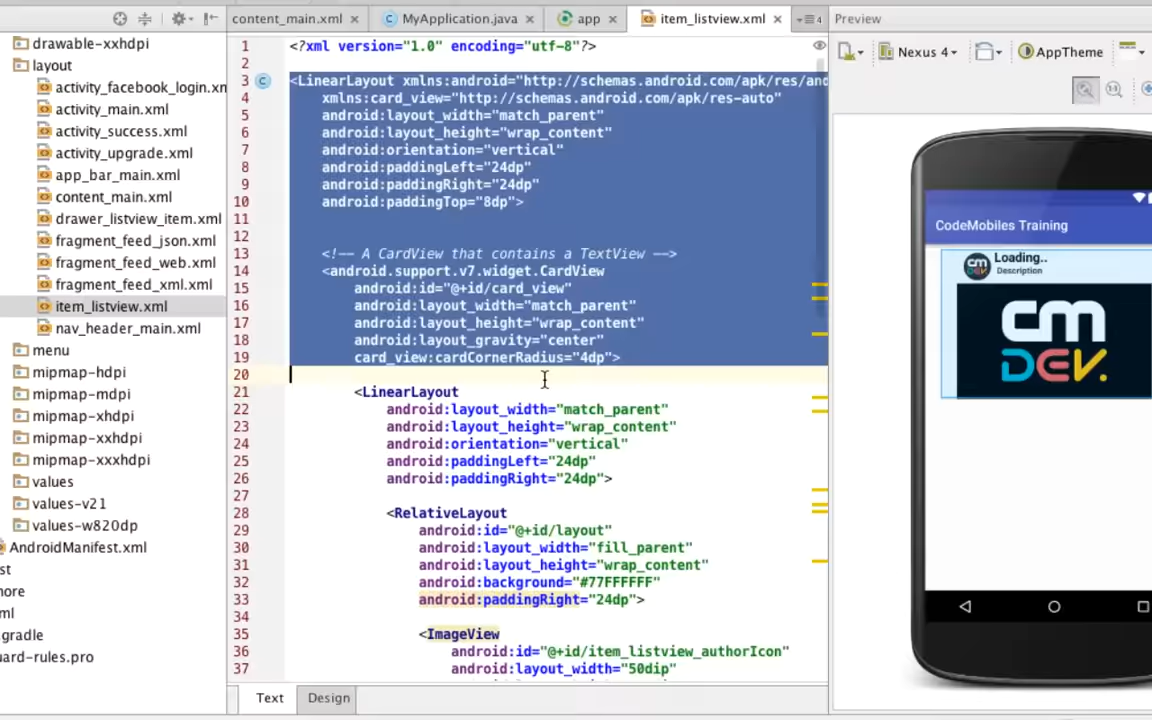 content_main.xml
MyApplication.java
app
item_listview.xml
4
Preview
drawable-xxhdpi
layout
activity_facebook_login.xn
activity_main.xml
activity_success.xml
activity_upgrade.xml
app_bar_main.xml
content_main.xml
drawer_listview_item.xml
fragment_feed_json.xml
fragment_feed_web.xml
fragment_feed_xml.xml
item_listview.xml
nav_header_main.xml
menu
mipmap-hdpi
mipmap-mdpi
mipmap-xhdpi
mipmap-xxhdpi
mipmap-xxxhdpi
values
values-v21
values-w820dp
AndroidManifest.xml
st
nore
ml
gradle
uard-rules.pro
1 <?xml version="1.0" encoding="utf-8"?>
2
3 <LinearLayout xmlns:android="http://schemas.android.com/apk/res/and
4 xmlns:card_view="http://schemas.android.com/apk/res-auto"
5 android:layout_width="match_parent"
6 android:layout_height="wrap_content"
7 android:orientation="vertical"
8 android:paddingLeft="24dp"
9 android:paddingRight="24dp"
10 android:paddingTop="8dp">
11
12
13 <!-- A CardView that contains a TextView -->
14 <android.support.v7.widget.CardView
15 android:id="@+id/card_view"
16 android:layout_width="match_parent"
17 android:layout_height="wrap_content"
18 android:layout_gravity="center"
19 card_view:cardCornerRadius="4dp">
20
21 <LinearLayout
22 android:layout_width="match_parent"
23 android:layout_height="wrap_content"
24 android:orientation="vertical"
25 android:paddingLeft="24dp"
26 android:paddingRight="24dp">
27
28 <RelativeLayout
29 android:id="@+id/layout"
30 android:layout_width="fill_parent"
31 android:layout_height="wrap_content"
32 android:background="#77FFFFFF"
33 android:paddingRight="24dp">
34
35 <ImageView
36 android:id="@+id/item_listview_authorIcon"
37 android:layout_width="50dip"
Text
Design
Nexus 4
AppTheme
CodeMobiles Training
cm DEV.
Loading..
Description
cm
DEV.